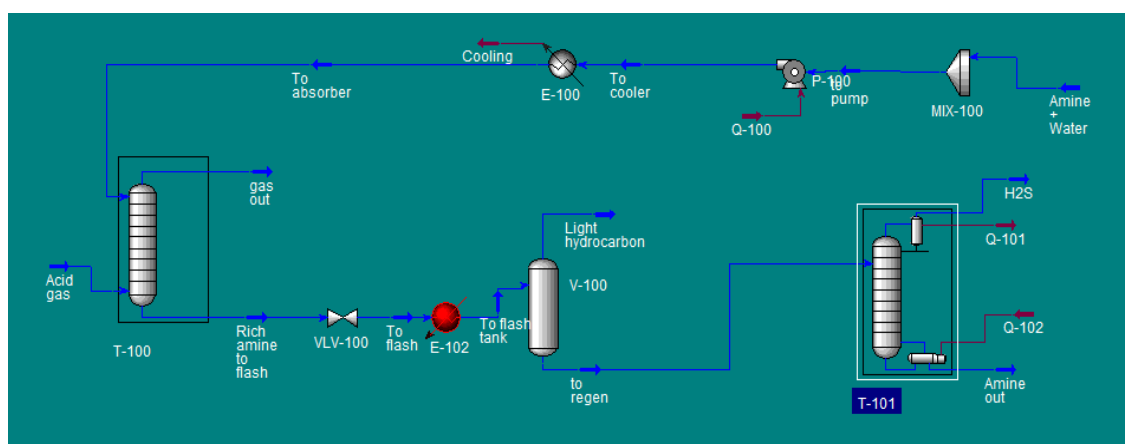 Cooling
To
absorber
E-100
To
cooler
P-100
to
pump
Q-100
MIX-100
Amine
+
Water
gas
out
Acid
gas
T-100
Rich
amine
to
flash
VLV-100
To
flash
E-102
To flash
tank
Light
hydrocarbon
V-100
to
regen
H2S
Q-101
Q-102
Amine
out
T-101